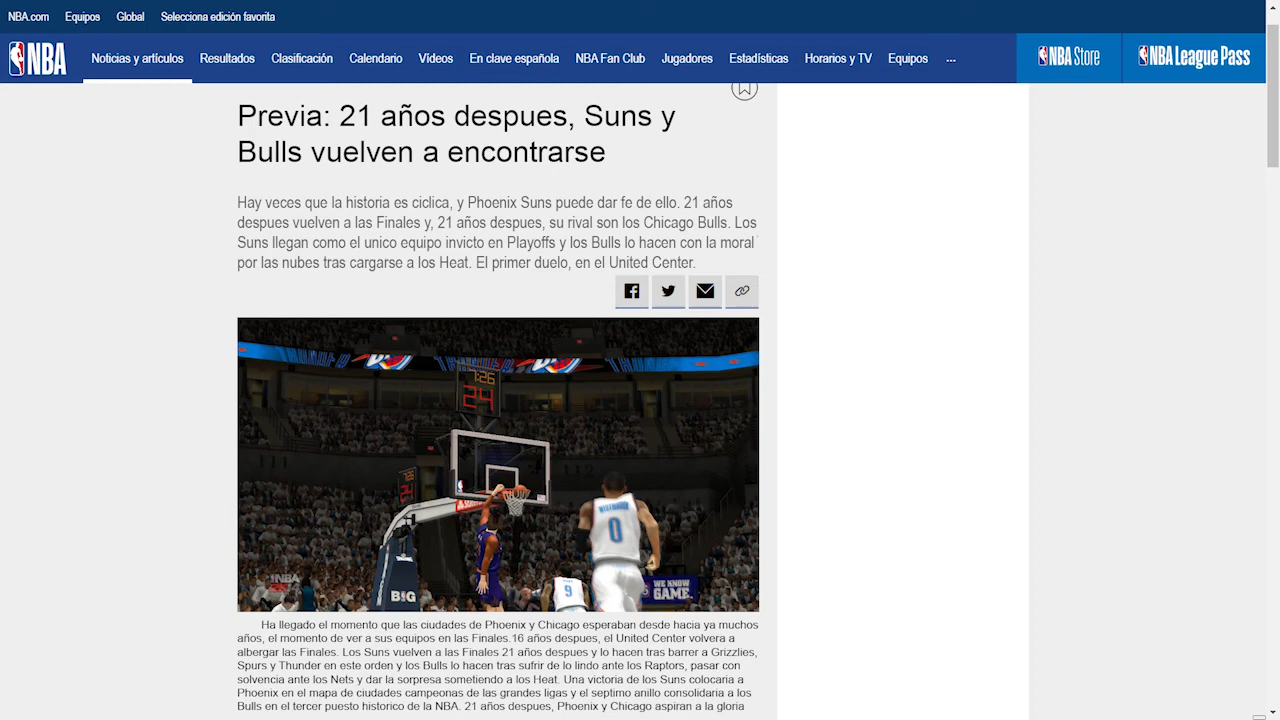 NBA.com Equipos Global Selecciona edición favorita
NBA Noticias y artículos Resultados Clasificación Calendario Vídeos En clave española NBA Fan Club Jugadores Estadísticas Horarios y TV Equipos ... NBA Store NBA League Pass
Previa: 21 años despues, Suns y
Bulls vuelven a encontrarse
Hay veces que la historia es ciclica, y Phoenix Suns puede dar fe de ello. 21 años
despues vuelven a las Finales y, 21 años despues, su rival son los Chicago Bulls. Los
Suns llegan como el unico equipo invicto en Playoffs y los Bulls lo hacen con la moral
por las nubes tras cargarse a los Heat. El primer duelo, en el United Center.
7:26
24
0
9
WE KNOW
GAME.
BIG
Ha llegado el momento que las ciudades de Phoenix y Chicago esperaban desde hacia ya muchos
años, el momento de ver a sus equipos en las Finales.16 años despues, el United Center volvera a
albergar las Finales. Los Suns vuelven a las Finales 21 años despues y lo hacen tras barrer a Grizzlies,
Spurs y Thunder en este orden y los Bulls lo hacen tras sufrir de lo lindo ante los Raptors, pasar con
solvencia ante los Nets y dar la sorpresa sometiendo a los Heat. Una victoria de los Suns colocaria a
Phoenix en el mapa de ciudades campeonas de las grandes ligas y el septimo anillo consolidaria a los
Bulls en el tercer puesto historico de la NBA. 21 años despues, Phoenix y Chicago aspiran a la gloria